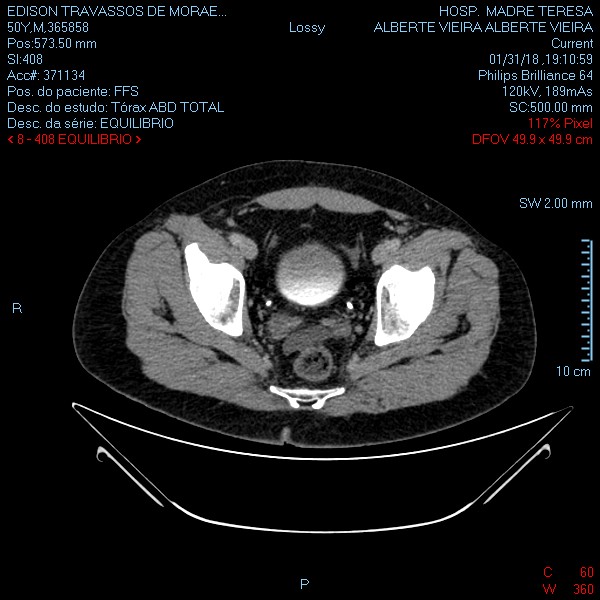 EDISON TRAVASSOS DE MORAE...
50Y,M,365858
Pos:573.50 mm
SI:408
Acc#: 371134
Pos. do paciente: FFS
Desc. do estudo: Tórax ABD TOTAL
Desc. da série: EQUILIBRIO
< 8 - 408 EQUILIBRIO >
Lossy
HOSP. MADRE TERESA
ALBERTE VIEIRA ALBERTE VIEIRA
Current
01/31/18 ,19:10:59
Philips Brilliance 64
120kV, 189mAs
SC:500.00 mm
117% Pixel
DFOV 49.9 x 49.9 cm
SW 2.00 mm
R
10 cm
P
C 60
W 360